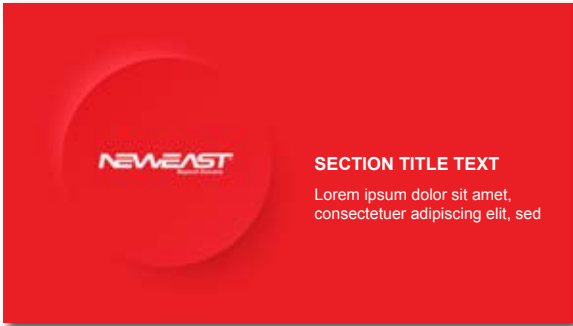 NEWEAST
SECTION TITLE TEXT
Lorem ipsum dolor sit amet,
consectetuer adipiscing elit, sed